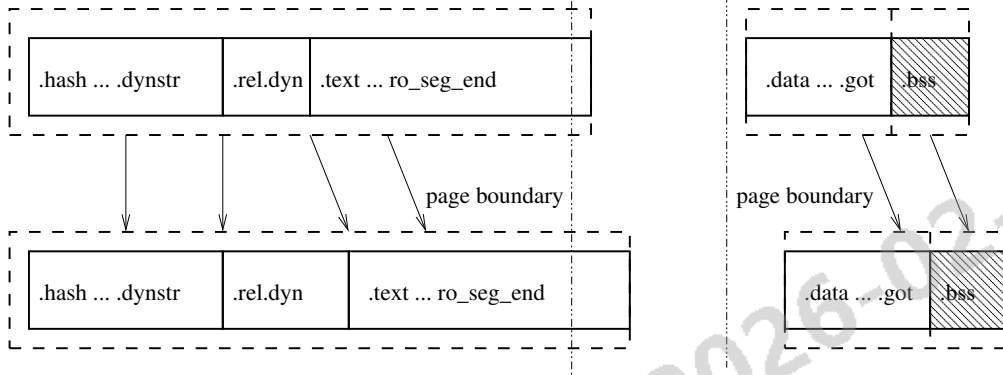 .hash ... .dynstr .rel.dyn .text ... ro_seg_end .data ... .got .bss
page boundary page boundary
.hash ... .dynstr .rel.dyn .text ... ro_seg_end .data ... .got .bss